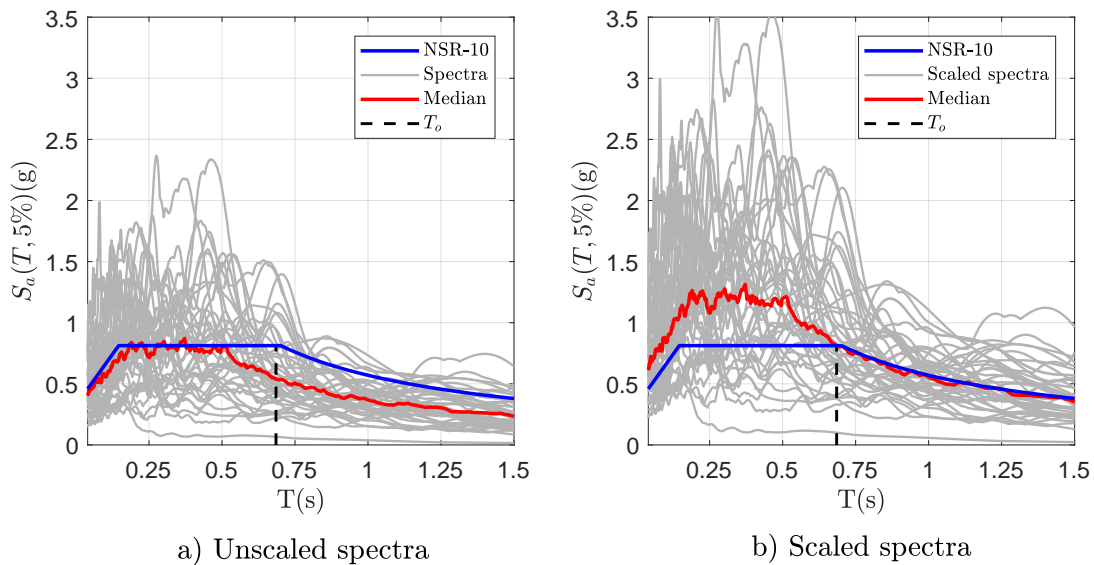 3.5
3
2.5
2
1.5
1
0.5
0
S_a(T, 5%)(g)
NSR-10
Spectra
Median
T_o
0.25 0.5 0.75 1 1.25 1.5
T(s)
a) Unscaled spectra
3.5
3
2.5
2
1.5
1
0.5
0
S_a(T, 5%)(g)
NSR-10
Scaled spectra
Median
T_o
0.25 0.5 0.75 1 1.25 1.5
T(s)
b) Scaled spectra